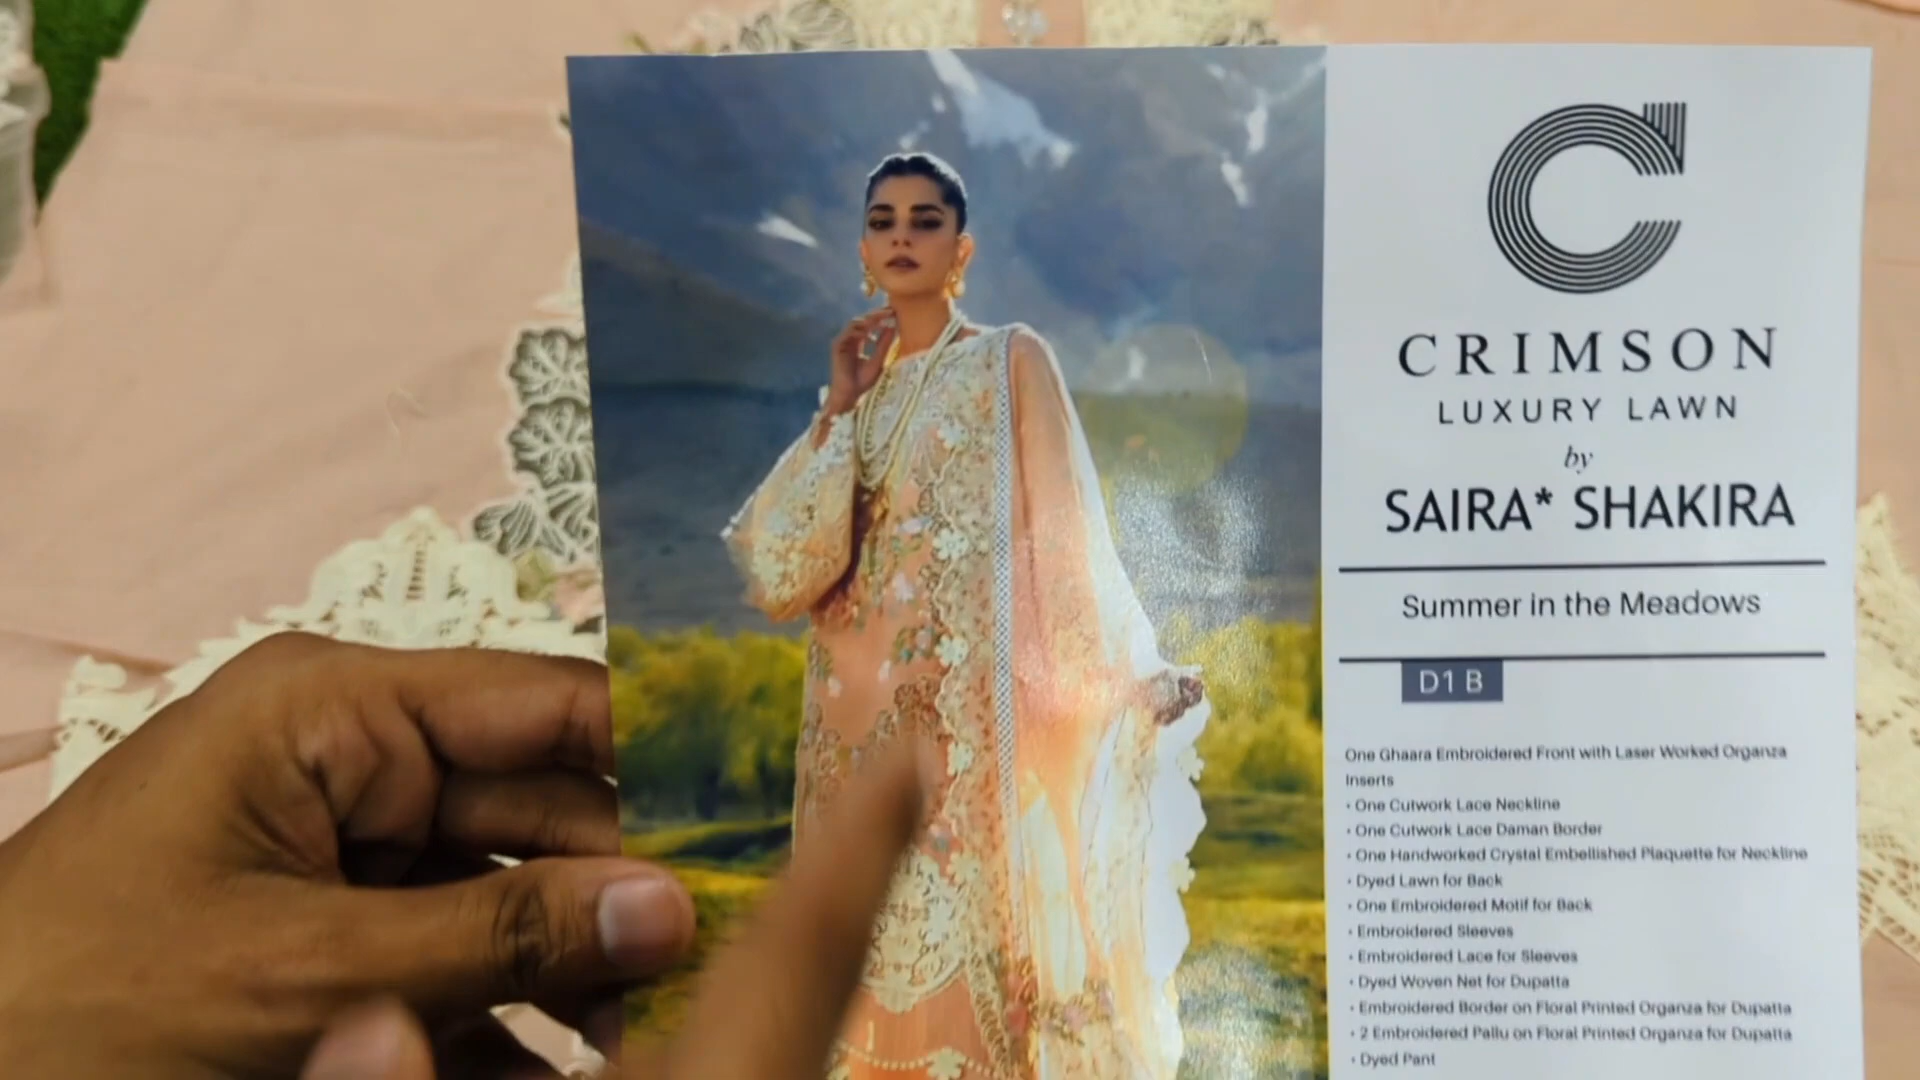 CRIMSON
LUXURY LAWN
by
SAIRA* SHAKIRA
Summer in the Meadows
D1 B
One Ghaara Embroidered Front with Laser Worked Organza
Inserts
• One Cutwork Lace Neckline
• One Cutwork Lace Daman Border
• One Handworked Crystal Embellished Plaquette for Neckline
• Dyed Lawn for Back
• One Embroidered Motif for Back
• Embroidered Sleeves
• Embroidered Lace for Sleeves
• Dyed Woven Net for Dupatta
• Embroidered Border on Floral Printed Organza for Dupatta
• 2 Embroidered Pallu on Floral Printed Organza for Dupatta
• Dyed Pant